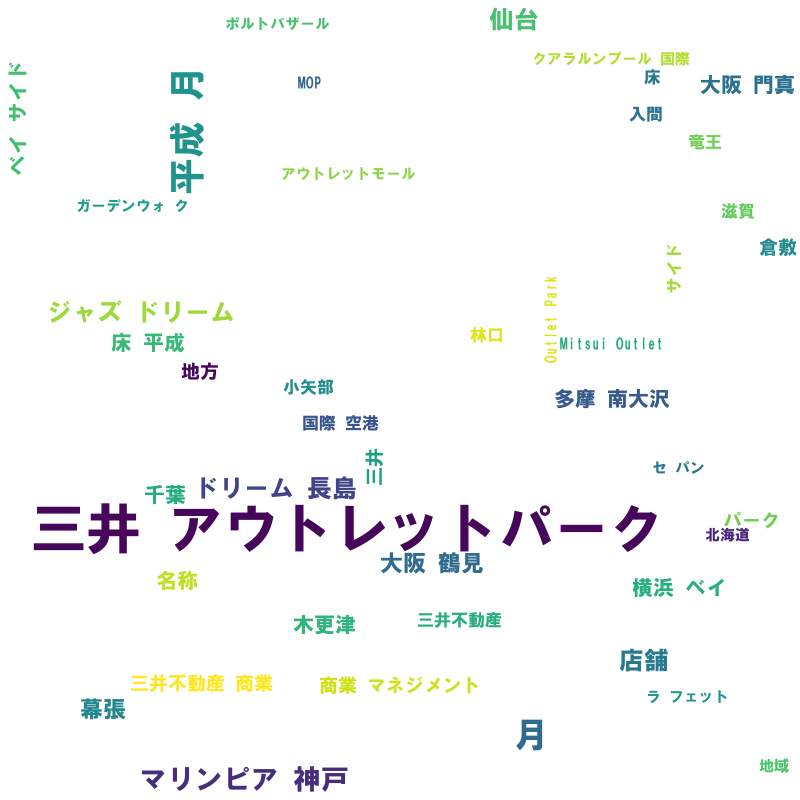 ポルトバザール
仙台
クアラルンプール 国際
ベイ サイド
平成 月
MOP
床
大阪 門真
入間
竜王
アウトレットモール
ガーデンウォ ク
滋賀
倉敷
サイド
ジャズ ドリーム
Outlet Park
林口
Mitsui Outlet
床 平成
地方
小矢部
多摩 南大沢
国際 空港
三井
セ パン
ドリーム 長島
千葉
三井 アウトレットパーク
パーク
北海道
大阪 鶴見
名称
横浜 ベイ
木更津
三井不動産
店舗
三井不動産 商業
商業 マネジメント
ラ フェット
幕張
月
マリンピア 神戸
地域